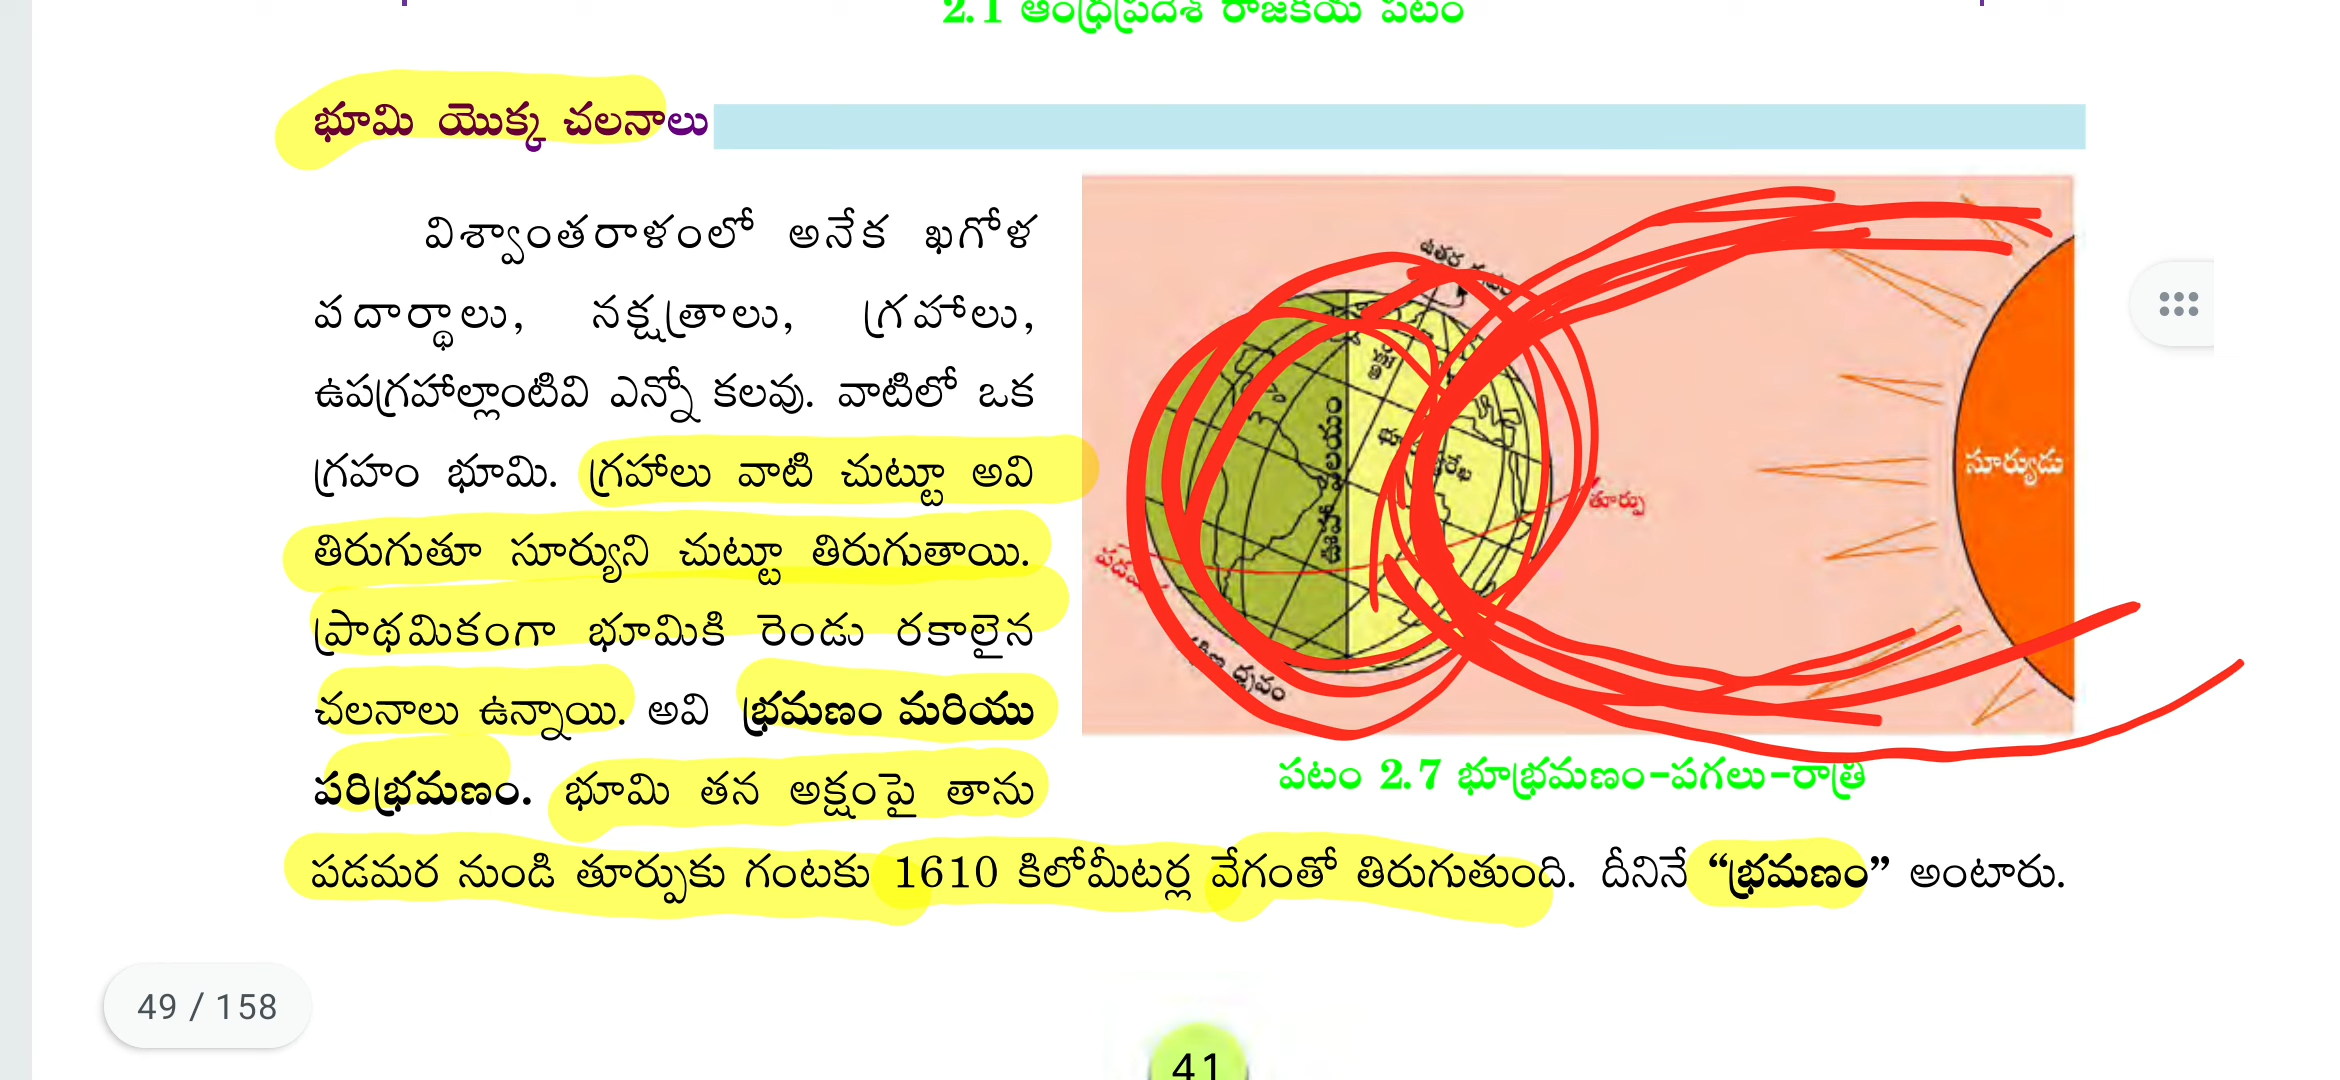 2.1 ఆంధ్రప్రదేశ్ రాజకీయ పటం
భూమి యొక్క చలనాలు
విశ్వాంతరాళంలో అనేక ఖగోళ
పదార్థాలు, నక్షత్రాలు, గ్రహాలు,
ఉపగ్రహాల్లాంటివి ఎన్నో కలవు. వాటిలో ఒక
గ్రహం భూమి. గ్రహాలు వాటి చుట్టూ అవి
తిరుగుతూ సూర్యుని చుట్టూ తిరుగుతాయి.
ప్రాథమికంగా భూమికి రెండు రకాలైన
చలనాలు ఉన్నాయి. అవి భ్రమణం మరియు
పరిభ్రమణం. భూమి తన అక్షంపై తాను
పడమర నుండి తూర్పుకు గంటకు 1610 కిలోమీటర్ల వేగంతో తిరుగుతుంది. దీనినే “భ్రమణం” అంటారు.
ఉత్తర
సూర్యుడు
తూర్పు
ధ్రువం
పటం 2.7 భూభ్రమణం-పగలు-రాత్రి
49 / 158
41